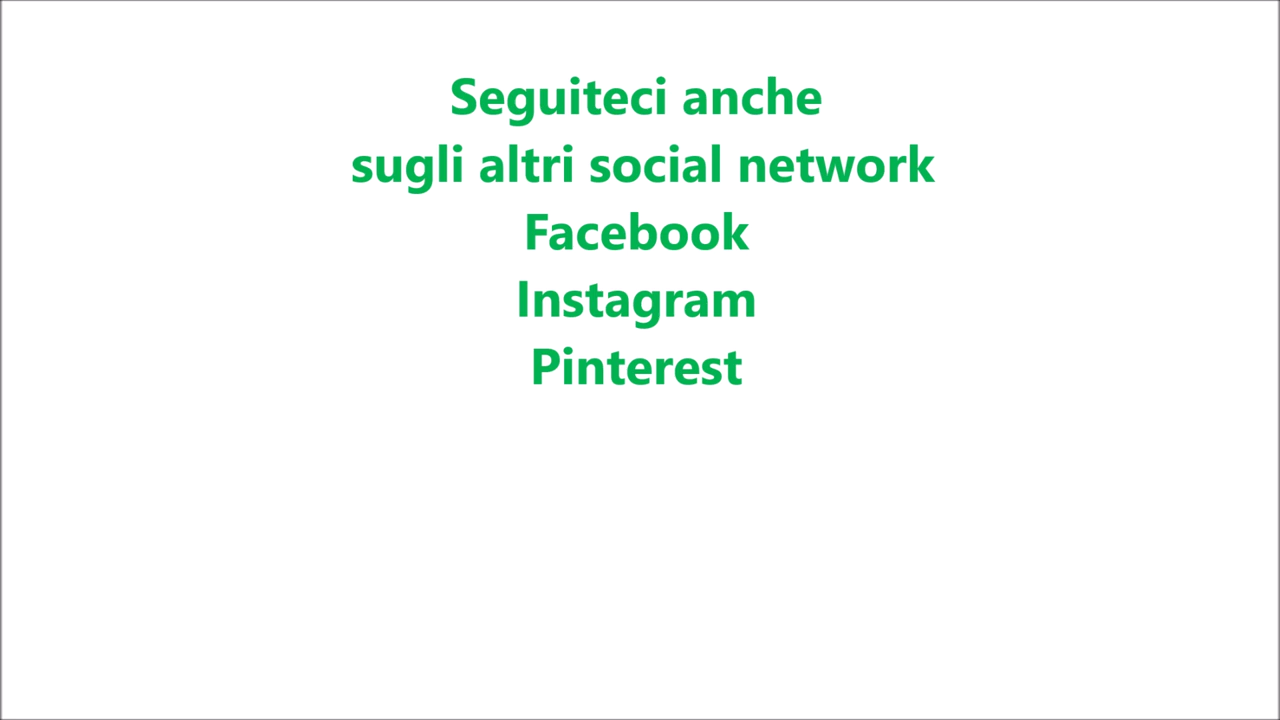 Seguiteci anche
sugli altri social network
Facebook
Instagram
Pinterest